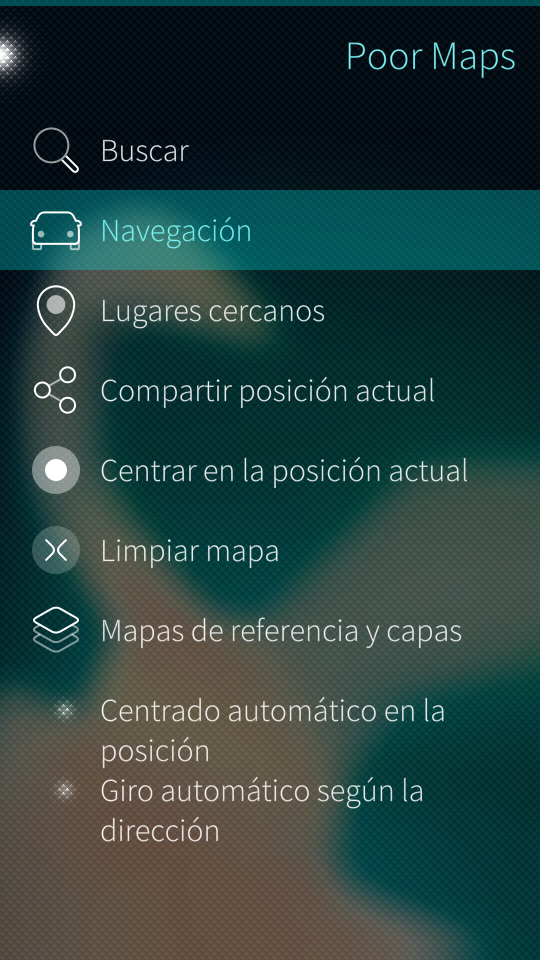 Poor Maps
Buscar
Navegación
Lugares cercanos
Compartir posición actual
Centrar en la posición actual
Limpiar mapa
Mapas de referencia y capas
Centrado automático en la
posición
Giro automático según la
dirección